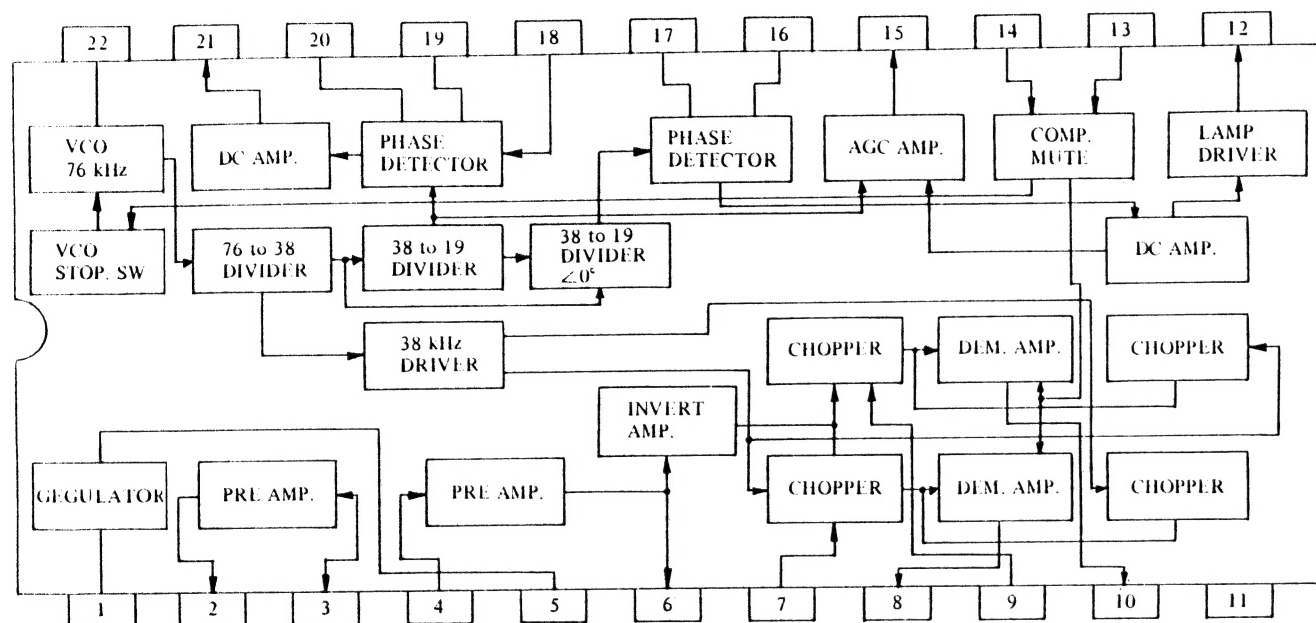 22 21 20 19 18 17 16 15 14 13 12
VCO
76 kHz
DC AMP.
PHASE
DETECTOR
PHASE
DETECTOR
AGC AMP.
COMP.
MUTE
LAMP
DRIVER
VCO
STOP. SW
76 to 38
DIVIDER
38 to 19
DIVIDER
38 to 19
DIVIDER
∠0°
DC AMP.
38 kHz
DRIVER
CHOPPER
DEM. AMP.
CHOPPER
INVERT
AMP.
GEGULATOR
PRE AMP.
PRE AMP.
CHOPPER
DEM. AMP.
CHOPPER
1 2 3 4 5 6 7 8 9 10 11